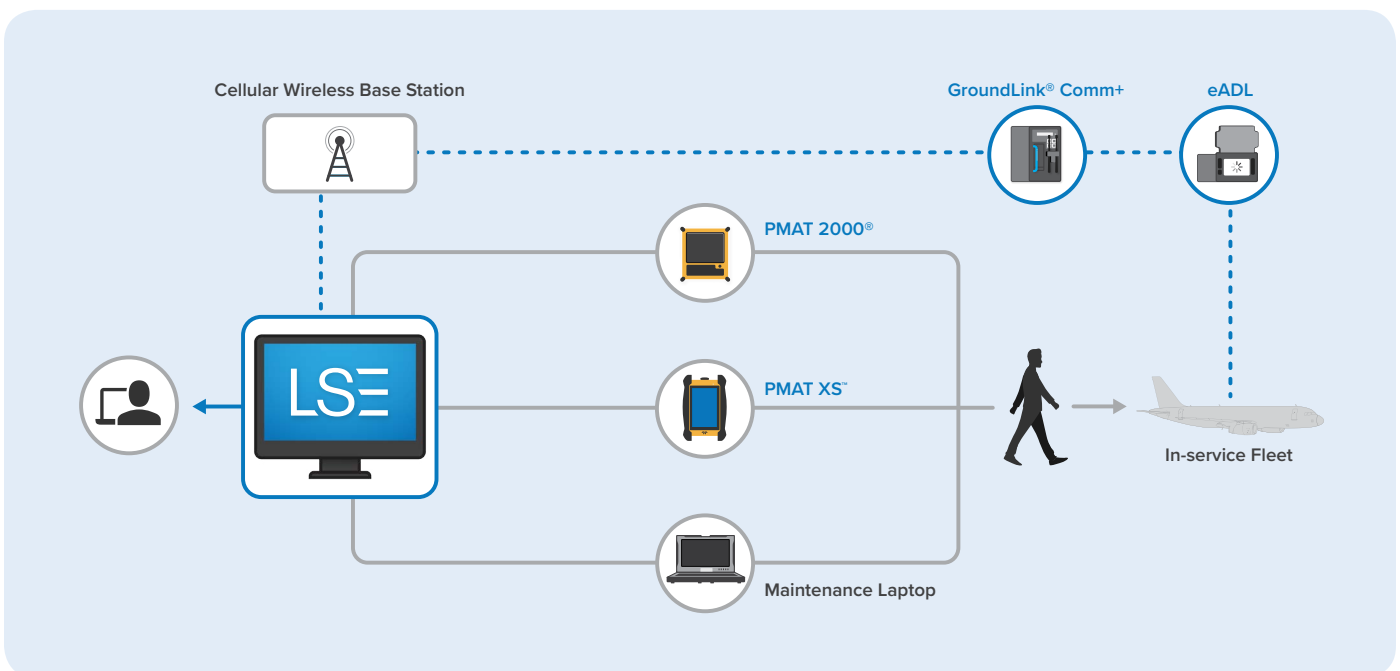 Cellular Wireless Base Station
GroundLink® Comm+
eADL
PMAT 2000®
LSE
PMAT XS™
In-service Fleet
Maintenance Laptop